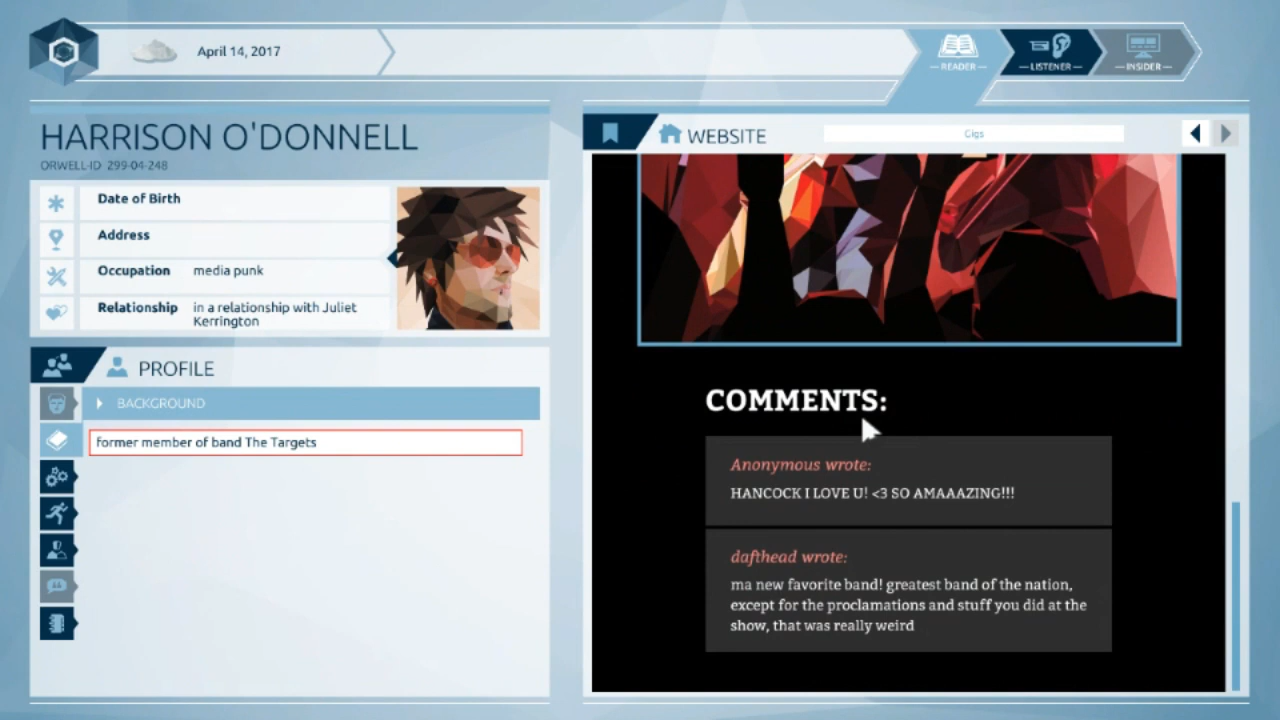 April 14, 2017
— READER —
— LISTENER —
— INSIDER —
HARRISON O'DONNELL
ORWELL-ID 299-04-248
Date of Birth
Address
Occupation media punk
Relationship in a relationship with Juliet
Kerrington
PROFILE
BACKGROUND
former member of band The Targets
WEBSITE
Gigs
COMMENTS:
Anonymous wrote:
HANCOCK I LOVE U! <3 SO AMAAAZING!!!
dafthead wrote:
ma new favorite band! greatest band of the nation,
except for the proclamations and stuff you did at the
show, that was really weird